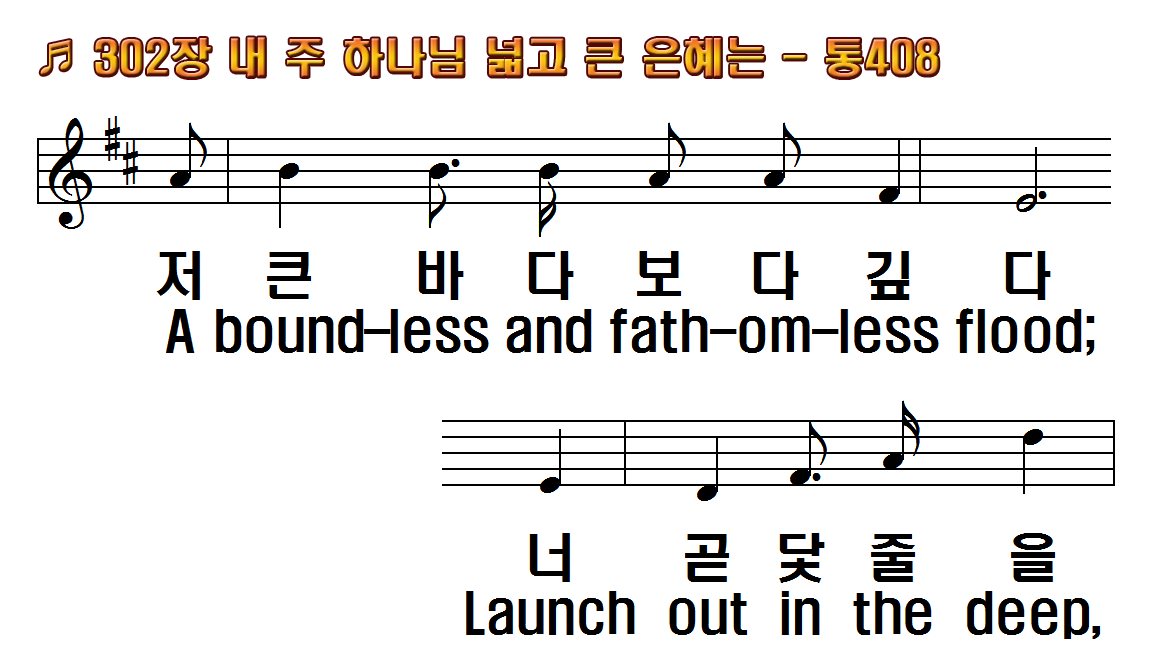 ♬ 302장 내 주 하나님 넓고 큰 은혜는 - 통408
저 큰 바 다 보 다 깊 다
A bound-less and fath-om-less flood;
너 곧 닻 줄 을
Launch out in the deep,